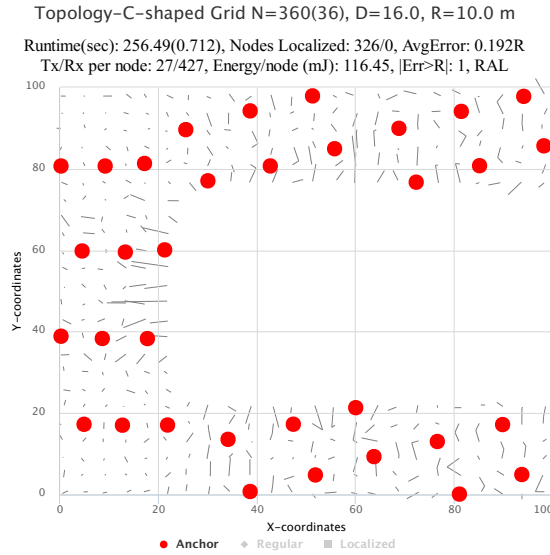 Topology-C-shaped Grid N=360(36), D=16.0, R=10.0 m
Runtime(sec): 256.49(0.712), Nodes Localized: 326/0, AvgError: 0.192R
Tx/Rx per node: 27/427, Energy/node (mJ): 116.45, |Err>R|: 1, RAL
100
80
60
40
20
0
Y-coordinates
0 20 40 60 80 100
X-coordinates
Anchor Regular Localized